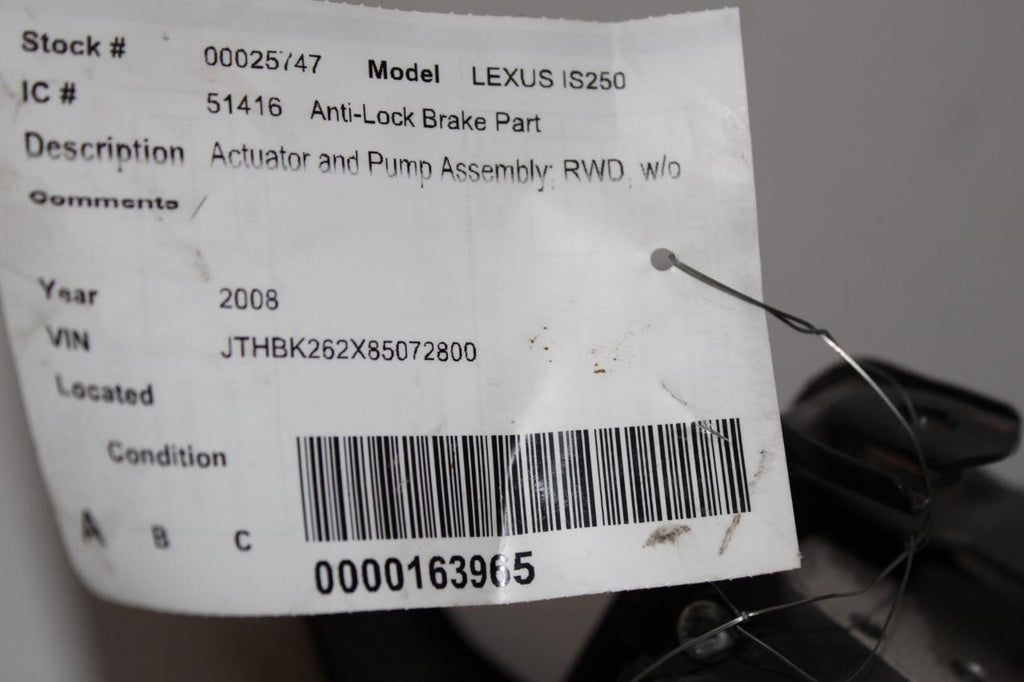 Stock # 00025747 Model LEXUS IS250
IC # 51416 Anti-Lock Brake Part
Description Actuator and Pump Assembly; RWD, w/o
Comments /
Year 2008
VIN JTHBK262X85072800
Located
Condition
A B C
0000163965